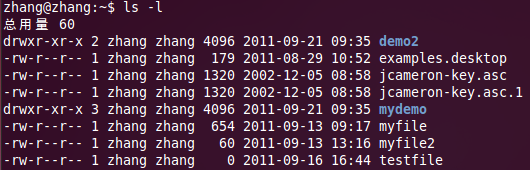 zhang@zhang:~$ ls -l
总用量 60
drwxr-xr-x 2 zhang zhang 4096 2011-09-21 09:35 demo2
-rw-r--r-- 1 zhang zhang  179 2011-08-29 10:52 examples.desktop
-rw-r--r-- 1 zhang zhang 1320 2002-12-05 08:58 jcameron-key.asc
-rw-r--r-- 1 zhang zhang 1320 2002-12-05 08:58 jcameron-key.asc.1
drwxr-xr-x 3 zhang zhang 4096 2011-09-21 09:35 mydemo
-rw-r--r-- 1 zhang zhang  654 2011-09-13 09:17 myfile
-rw-r--r-- 1 zhang zhang   60 2011-09-13 13:16 myfile2
-rw-r--r-- 1 zhang zhang    0 2011-09-16 16:44 testfile